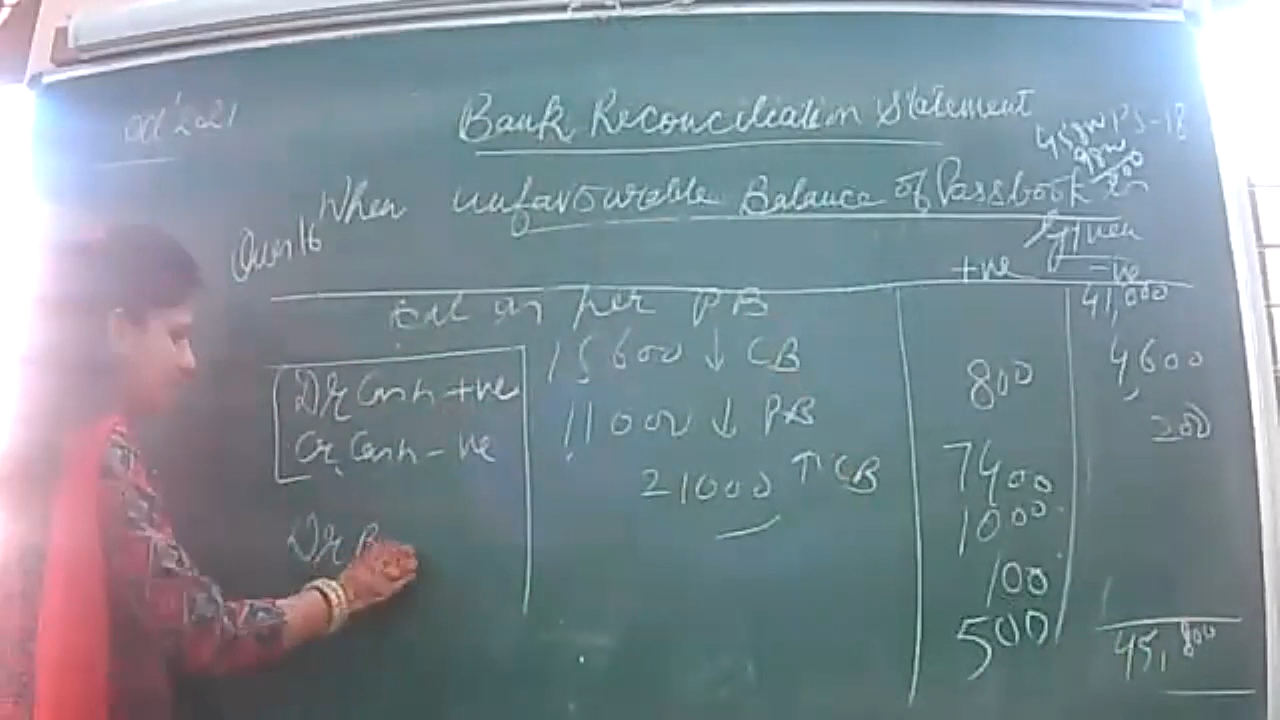 Oct' 2021
Bank Reconciliation Statement
PS-18
When unfavourable Balance of Passbook is
given
Ques 16
+ve -ve
Bal as per PB 41,000
15600 ↓ CB 800 4,600
Dr Cash +ve
Cr Cash -ve
11000 ↓ PB 200
21000 ↑ CB 7400
1000
Dr
100
500 45,800